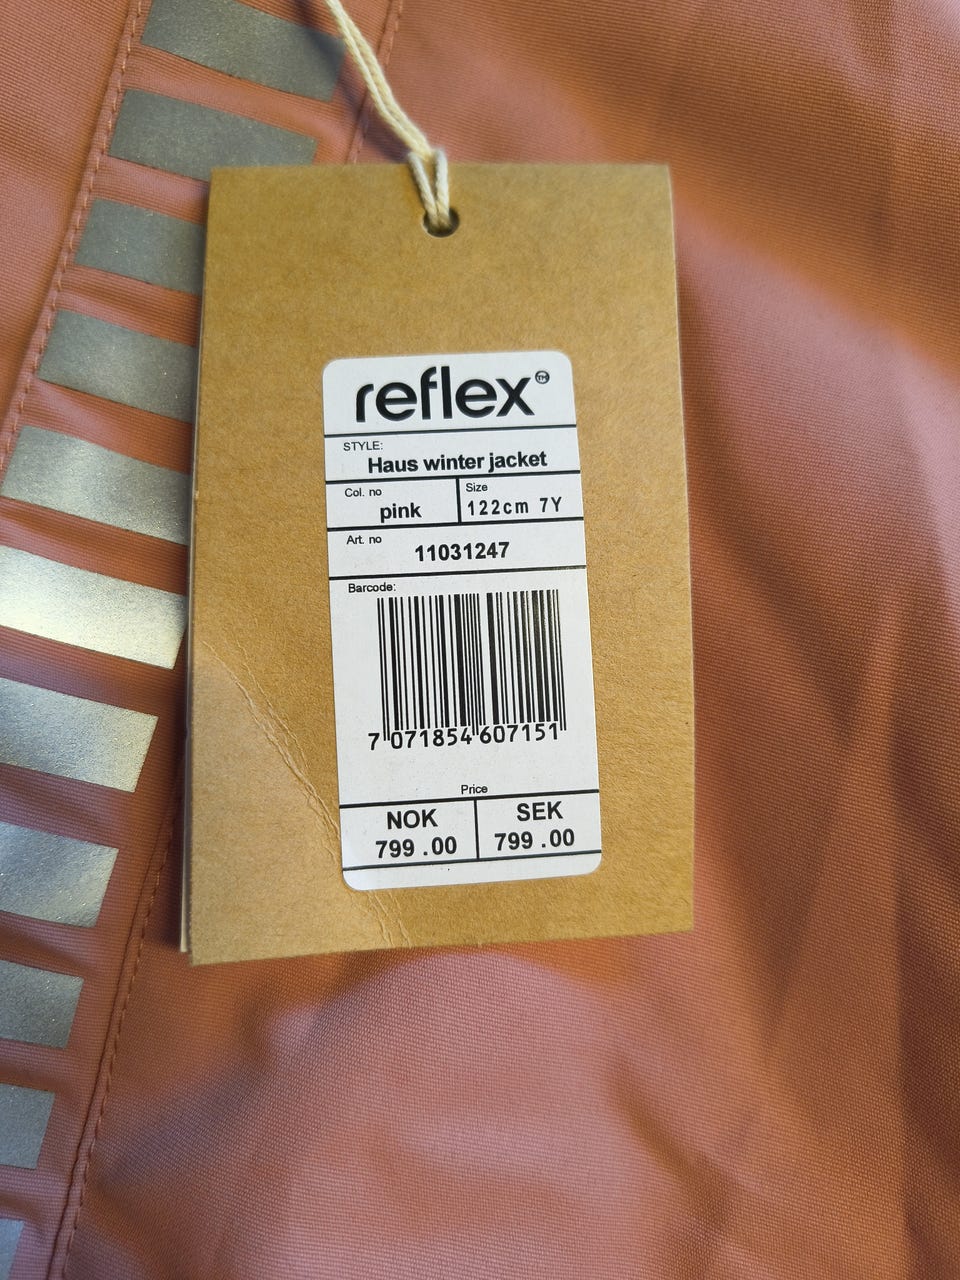 reflex™
STYLE:
Haus winter jacket
Col. no
pink
Size
122cm 7Y
Art. no
11031247
Barcode:
7 071854 607151
Price
NOK
799 .00
SEK
799 .00